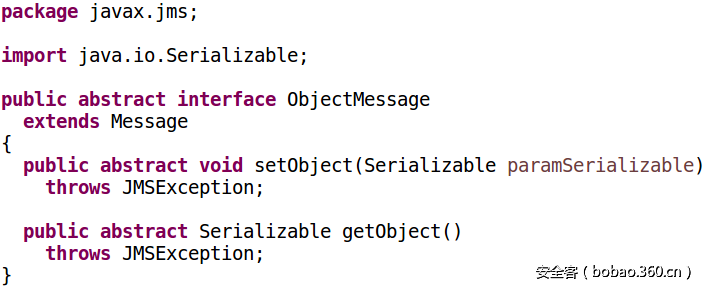 package javax.jms;
import java.io.Serializable;
public abstract interface ObjectMessage
extends Message
{
public abstract void setObject(Serializable paramSerializable)
throws JMSException;
public abstract Serializable getObject()
throws JMSException;
}
安全客（bobao.360.cn）